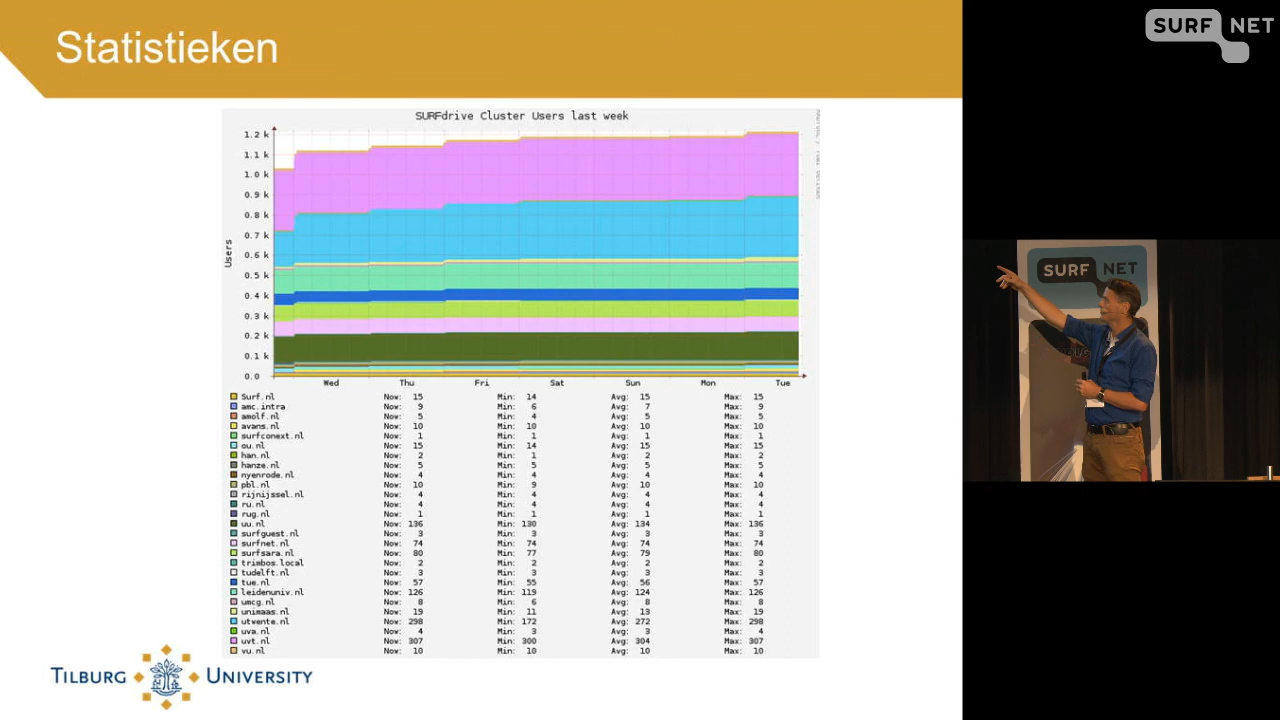 Statistieken
SURF NET
SURFdrive Cluster Users last week
1.2 k
1.1 k
1.0 k
0.9 k
0.8 k
0.7 k
0.6 k
0.5 k
0.4 k
0.3 k
0.2 k
0.1 k
0.0
Users
Wed Thu Fri Sat Sun Mon Tue
Surf.nl Now: 15 Min: 14 Avg: 15 Max: 15
amc.intra Now: 9 Min: 6 Avg: 7 Max: 9
amolf.nl Now: 5 Min: 4 Avg: 5 Max: 5
avans.nl Now: 10 Min: 10 Avg: 10 Max: 10
surfconext.nl Now: 1 Min: 1 Avg: 1 Max: 1
ou.nl Now: 15 Min: 14 Avg: 15 Max: 15
han.nl Now: 2 Min: 1 Avg: 2 Max: 2
hanze.nl Now: 5 Min: 5 Avg: 5 Max: 5
nyenrode.nl Now: 4 Min: 4 Avg: 4 Max: 4
pbl.nl Now: 10 Min: 9 Avg: 10 Max: 10
rijnijssel.nl Now: 4 Min: 4 Avg: 4 Max: 4
ru.nl Now: 4 Min: 4 Avg: 4 Max: 4
rug.nl Now: 1 Min: 1 Avg: 1 Max: 1
uu.nl Now: 136 Min: 130 Avg: 134 Max: 136
surfguest.nl Now: 3 Min: 3 Avg: 3 Max: 3
surfnet.nl Now: 74 Min: 74 Avg: 74 Max: 74
surfsara.nl Now: 80 Min: 77 Avg: 79 Max: 80
trimbos.local Now: 2 Min: 2 Avg: 2 Max: 2
tudelft.nl Now: 3 Min: 3 Avg: 3 Max: 3
tue.nl Now: 57 Min: 55 Avg: 56 Max: 57
leidenuniv.nl Now: 126 Min: 119 Avg: 124 Max: 126
umcg.nl Now: 8 Min: 6 Avg: 8 Max: 8
unimaas.nl Now: 19 Min: 11 Avg: 13 Max: 19
utwente.nl Now: 298 Min: 172 Avg: 272 Max: 298
uva.nl Now: 4 Min: 3 Avg: 3 Max: 4
uvt.nl Now: 307 Min: 300 Avg: 304 Max: 307
vu.nl Now: 10 Min: 10 Avg: 10 Max: 10
TILBURG UNIVERSITY
SURF NET